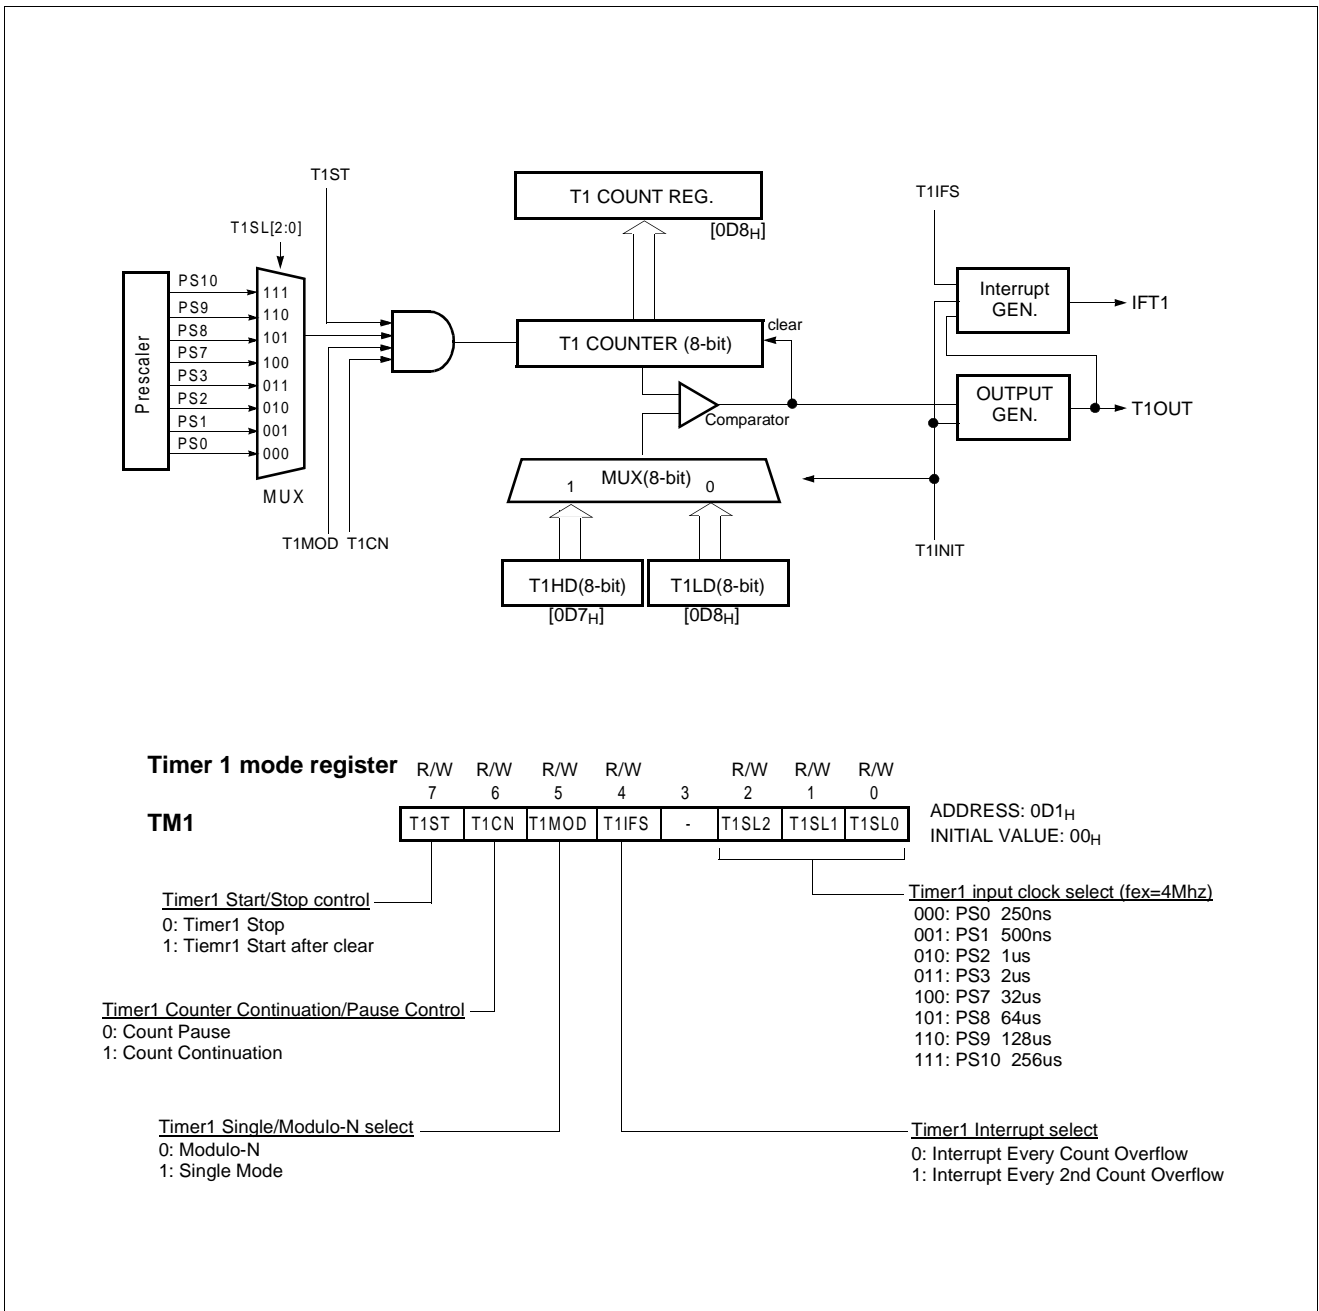 T1ST
T1SL[2:0]
T1 COUNT REG.
[0D8H]
T1IFS
Prescaler
PS10
PS9
PS8
PS7
PS3
PS2
PS1
PS0
111
110
101
100
011
010
001
000
MUX
T1MOD T1CN
T1 COUNTER (8-bit)
clear
Comparator
MUX(8-bit)
1 0
T1HD(8-bit)
[0D7H]
T1LD(8-bit)
[0D8H]
Interrupt
GEN.
IFT1
OUTPUT
GEN.
T1OUT
T1INIT
Timer 1 mode register
R/W R/W R/W R/W R/W R/W R/W
7 6 5 4 3 2 1 0
TM1
T1ST T1CN T1MOD T1IFS - T1SL2 T1SL1 T1SL0
ADDRESS: 0D1H
INITIAL VALUE: 00H
Timer1 Start/Stop control
0: Timer1 Stop
1: Tiemr1 Start after clear
Timer1 Counter Continuation/Pause Control
0: Count Pause
1: Count Continuation
Timer1 Single/Modulo-N select
0: Modulo-N
1: Single Mode
Timer1 input clock select (fex=4Mhz)
000: PS0 250ns
001: PS1 500ns
010: PS2 1us
011: PS3 2us
100: PS7 32us
101: PS8 64us
110: PS9 128us
111: PS10 256us
Timer1 Interrupt select
0: Interrupt Every Count Overflow
1: Interrupt Every 2nd Count Overflow